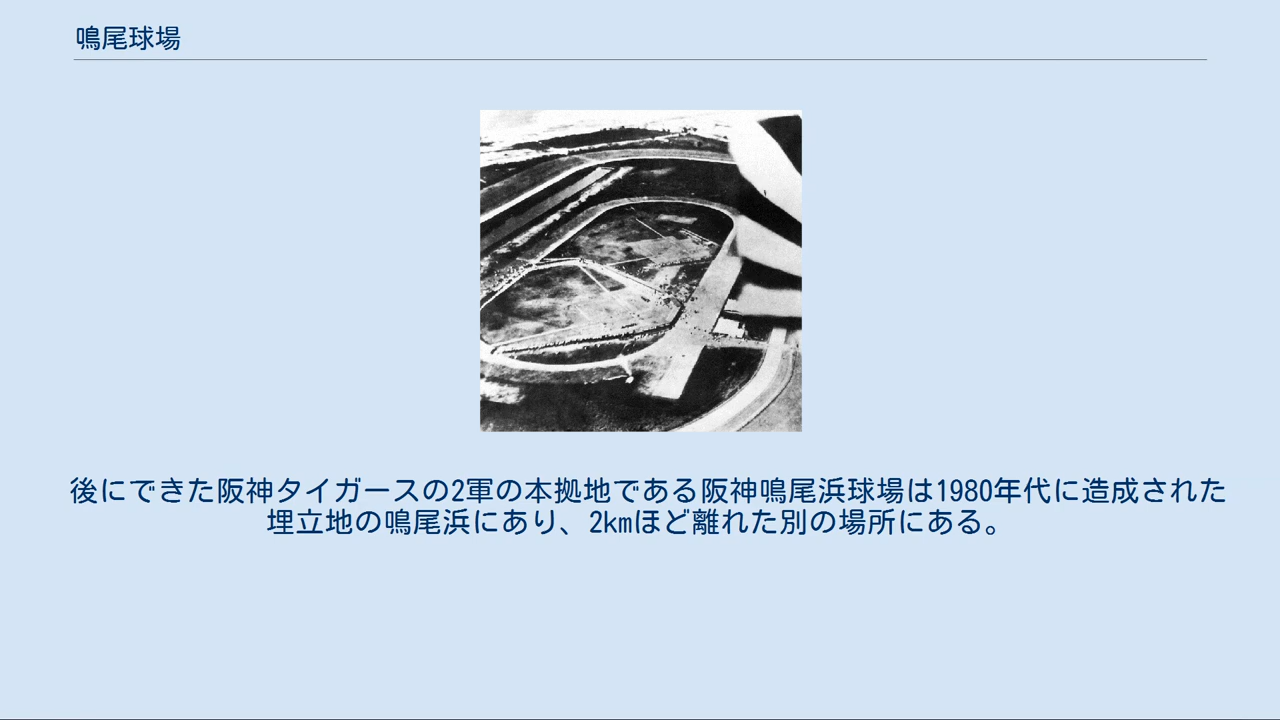 鳴尾球場
後にできた阪神タイガースの2軍の本拠地である阪神鳴尾浜球場は1980年代に造成された
埋立地の鳴尾浜にあり、2kmほど離れた別の場所にある。